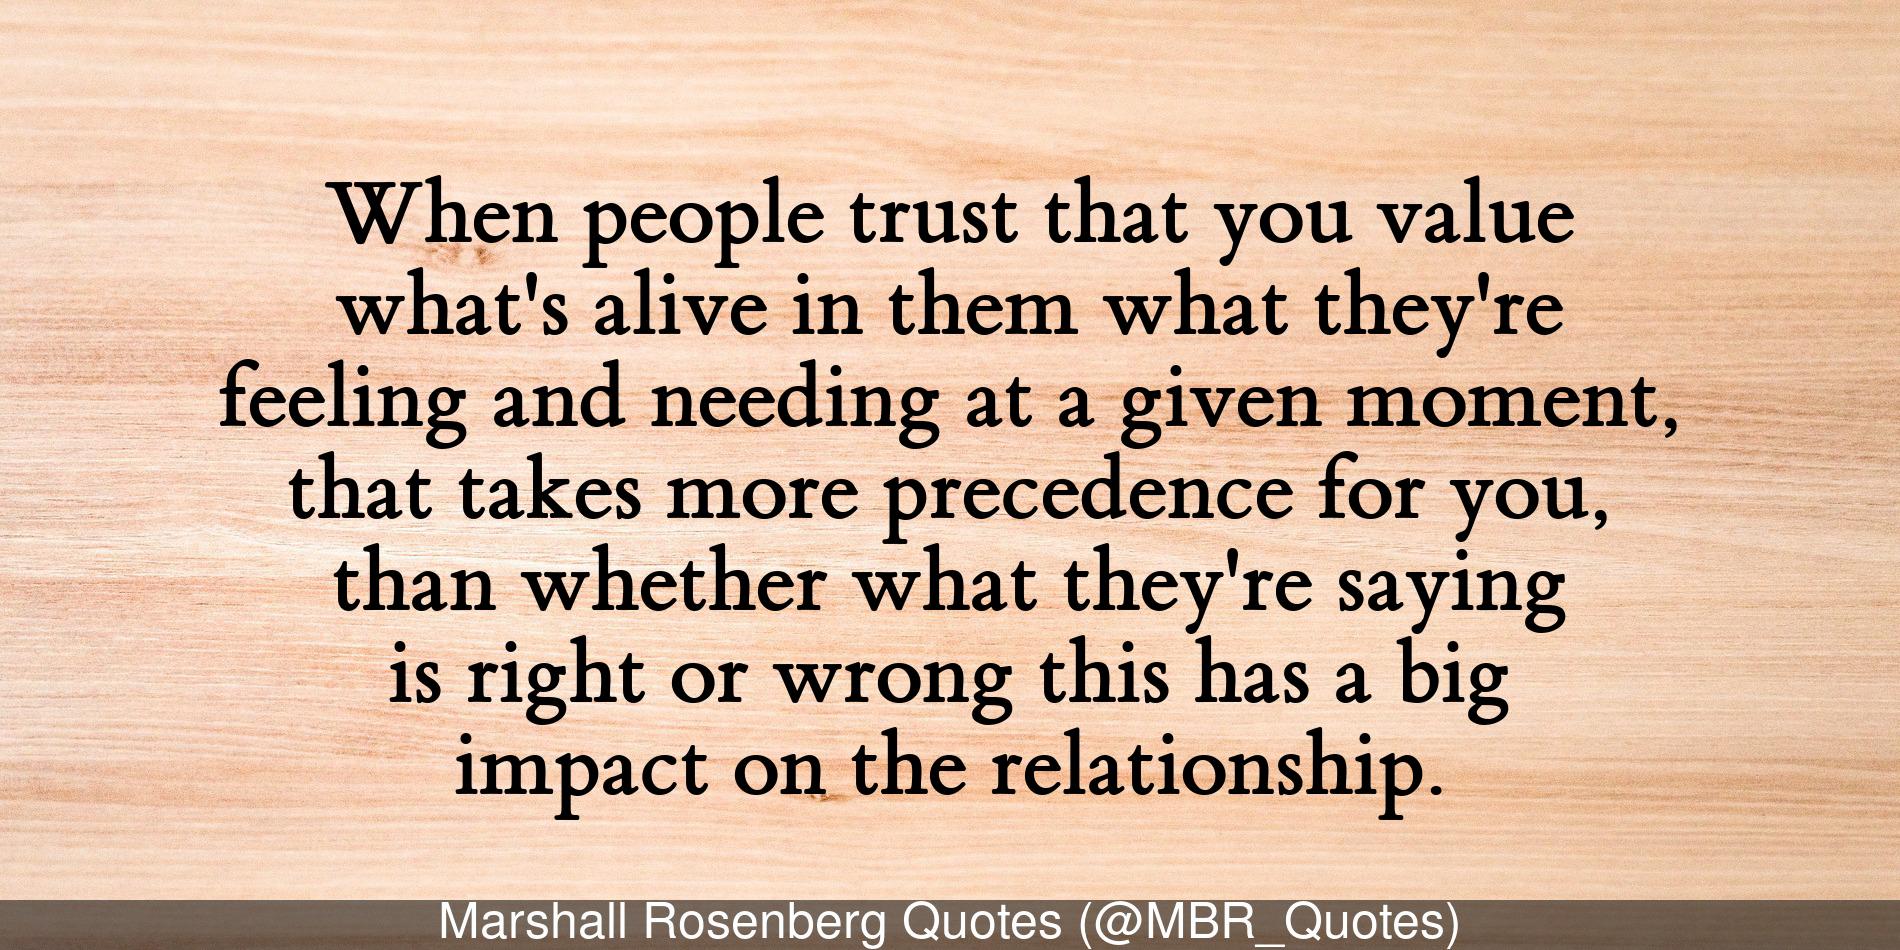 When people trust that you value
what's alive in them what they're
feeling and needing at a given moment,
that takes more precedence for you,
than whether what they're saying
is right or wrong this has a big
impact on the relationship.
Marshall Rosenberg Quotes (@MBR_Quotes)